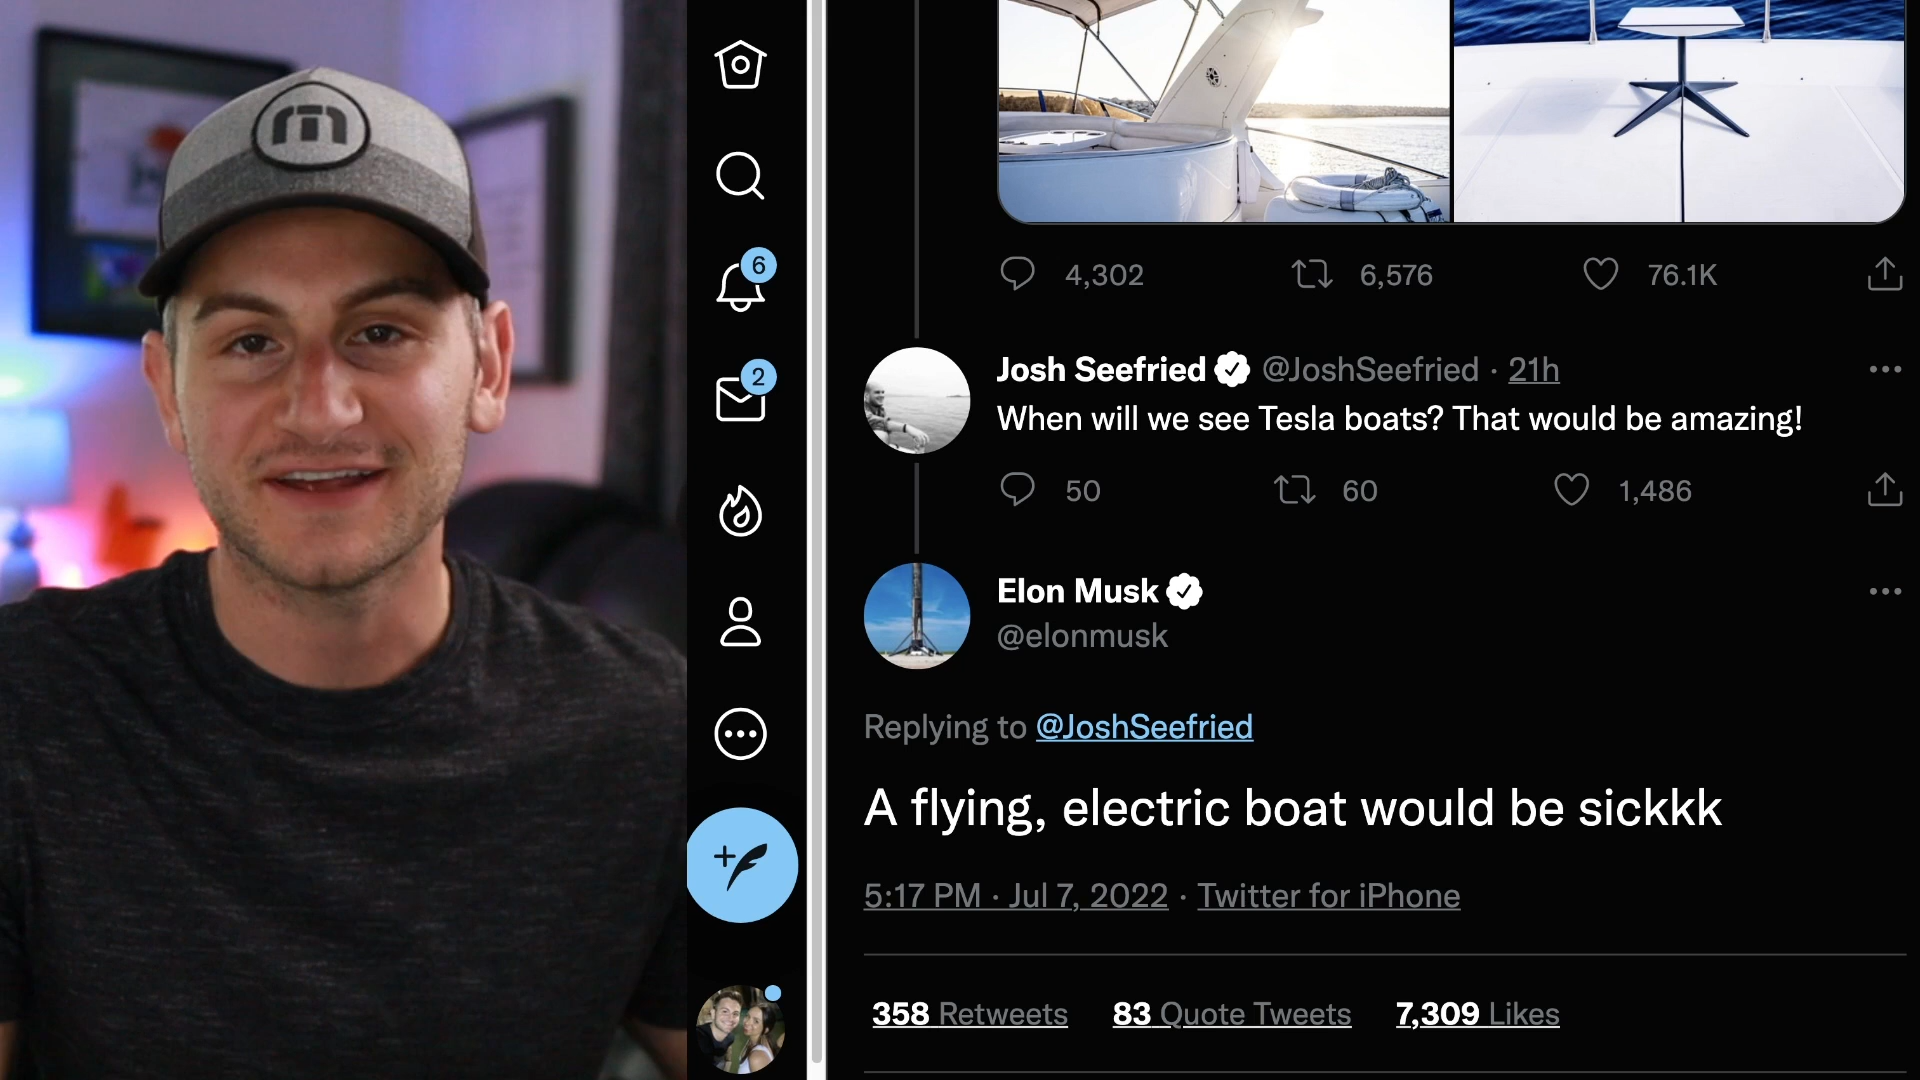 6
2
4,302 6,576 76.1K
Josh Seefried @JoshSeefried · 21h
When will we see Tesla boats? That would be amazing!
50 60 1,486
Elon Musk
@elonmusk
Replying to @JoshSeefried
A flying, electric boat would be sickkk
5:17 PM · Jul 7, 2022 · Twitter for iPhone
358 Retweets 83 Quote Tweets 7,309 Likes